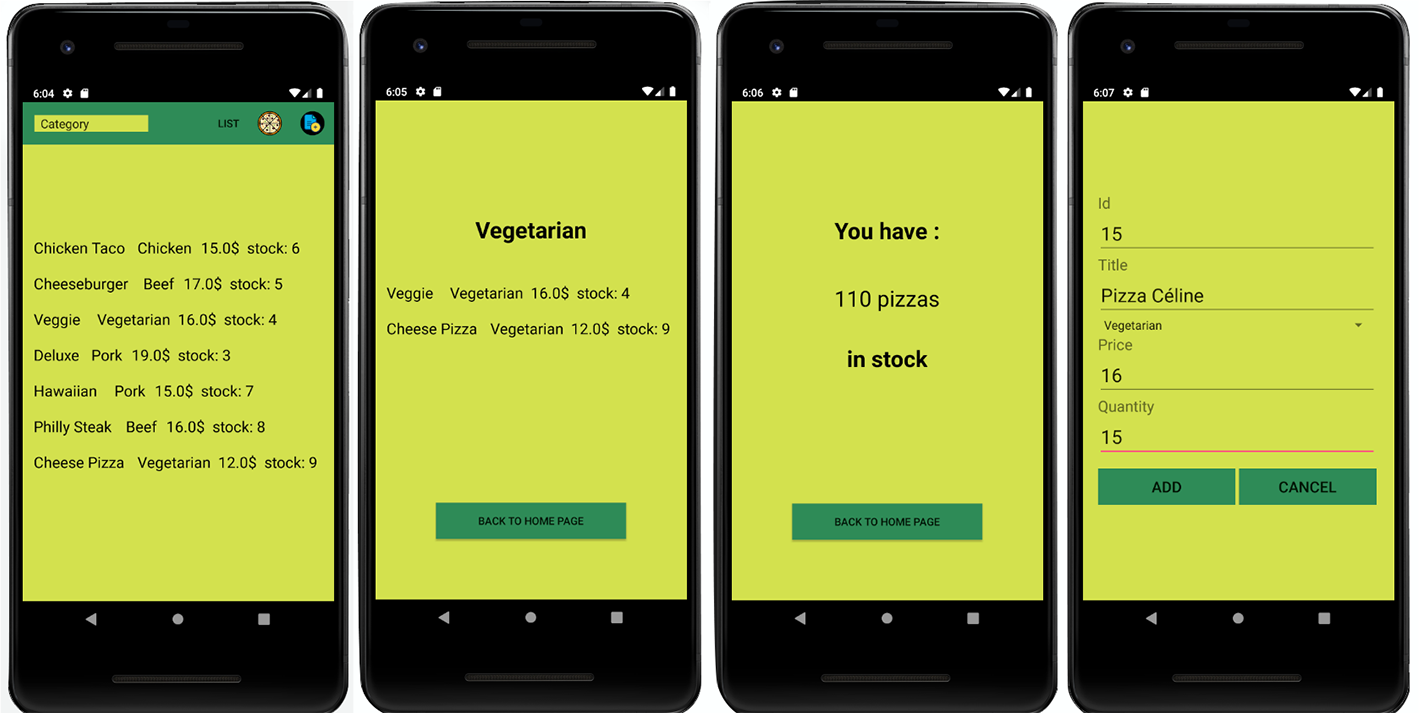 6:04
Category LIST
Chicken Taco Chicken 15.0$ stock: 6
Cheeseburger Beef 17.0$ stock: 5
Veggie Vegetarian 16.0$ stock: 4
Deluxe Pork 19.0$ stock: 3
Hawaiian Pork 15.0$ stock: 7
Philly Steak Beef 16.0$ stock: 8
Cheese Pizza Vegetarian 12.0$ stock: 9
6:05
Vegetarian
Veggie Vegetarian 16.0$ stock: 4
Cheese Pizza Vegetarian 12.0$ stock: 9
BACK TO HOME PAGE
6:06
You have :
110 pizzas
in stock
BACK TO HOME PAGE
6:07
Id
15
Title
Pizza Céline
Vegetarian
Price
16
Quantity
15
ADD CANCEL